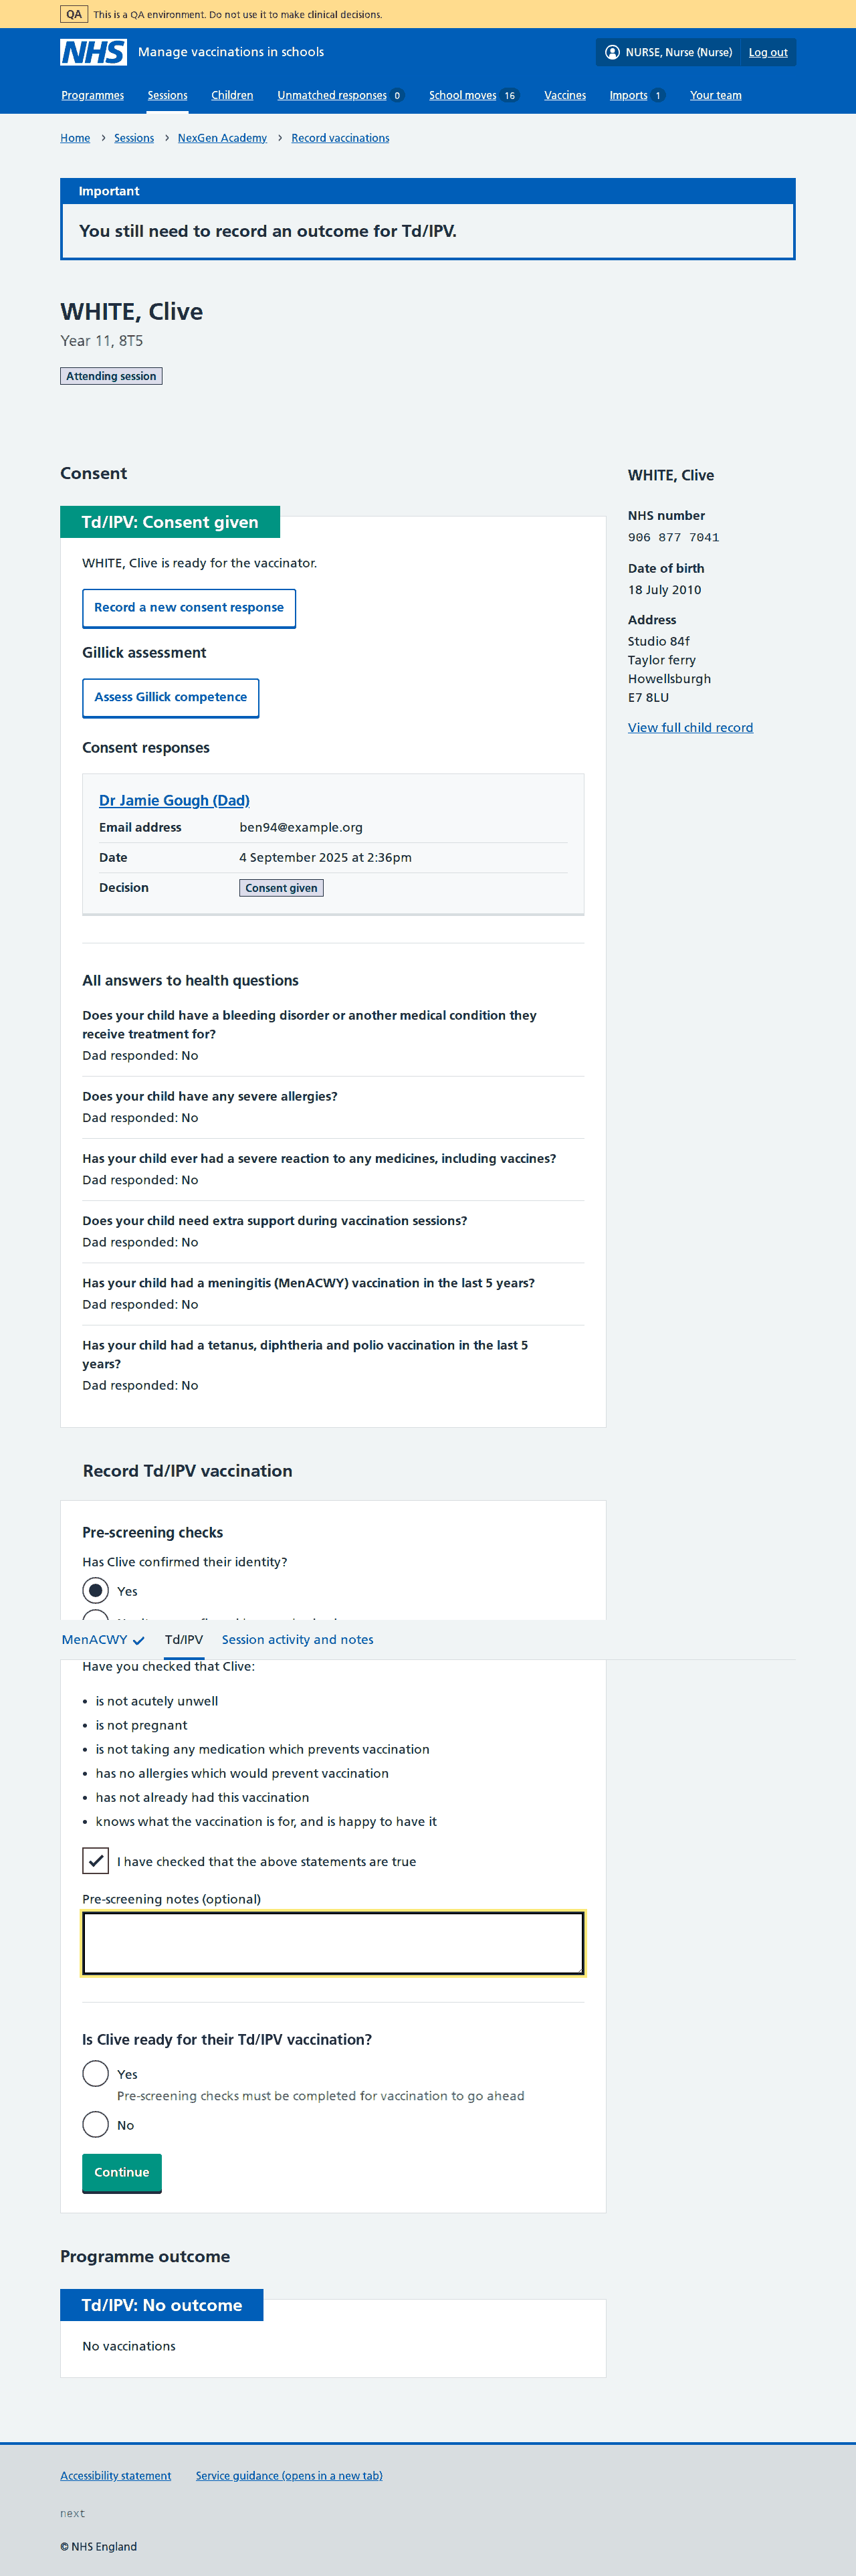 QA This is a QA environment. Do not use it to make clinical decisions.
NHS Manage vaccinations in schools
NURSE, Nurse (Nurse) Log out
Programmes Sessions Children Unmatched responses 0 School moves 16 Vaccines Imports 1 Your team
Home › Sessions › NexGen Academy › Record vaccinations
Important
You still need to record an outcome for Td/IPV.
WHITE, Clive
Year 11, 8T5
Attending session
Consent
Td/IPV: Consent given
WHITE, Clive is ready for the vaccinator.
Record a new consent response
Gillick assessment
Assess Gillick competence
Consent responses
Dr Jamie Gough (Dad)
Email address ben94@example.org
Date 4 September 2025 at 2:36pm
Decision Consent given
All answers to health questions
Does your child have a bleeding disorder or another medical condition they
receive treatment for?
Dad responded: No
Does your child have any severe allergies?
Dad responded: No
Has your child ever had a severe reaction to any medicines, including vaccines?
Dad responded: No
Does your child need extra support during vaccination sessions?
Dad responded: No
Has your child had a meningitis (MenACWY) vaccination in the last 5 years?
Dad responded: No
Has your child had a tetanus, diphtheria and polio vaccination in the last 5
years?
Dad responded: No
WHITE, Clive
NHS number
906 877 7041
Date of birth
18 July 2010
Address
Studio 84f
Taylor ferry
Howellsburgh
E7 8LU
View full child record
Record Td/IPV vaccination
Pre-screening checks
Has Clive confirmed their identity?
Yes
MenACWY Td/IPV Session activity and notes
Have you checked that Clive:
• is not acutely unwell
• is not pregnant
• is not taking any medication which prevents vaccination
• has no allergies which would prevent vaccination
• has not already had this vaccination
• knows what the vaccination is for, and is happy to have it
I have checked that the above statements are true
Pre-screening notes (optional)
Is Clive ready for their Td/IPV vaccination?
Yes
Pre-screening checks must be completed for vaccination to go ahead
No
Continue
Programme outcome
Td/IPV: No outcome
No vaccinations
Accessibility statement Service guidance (opens in a new tab)
next
© NHS England